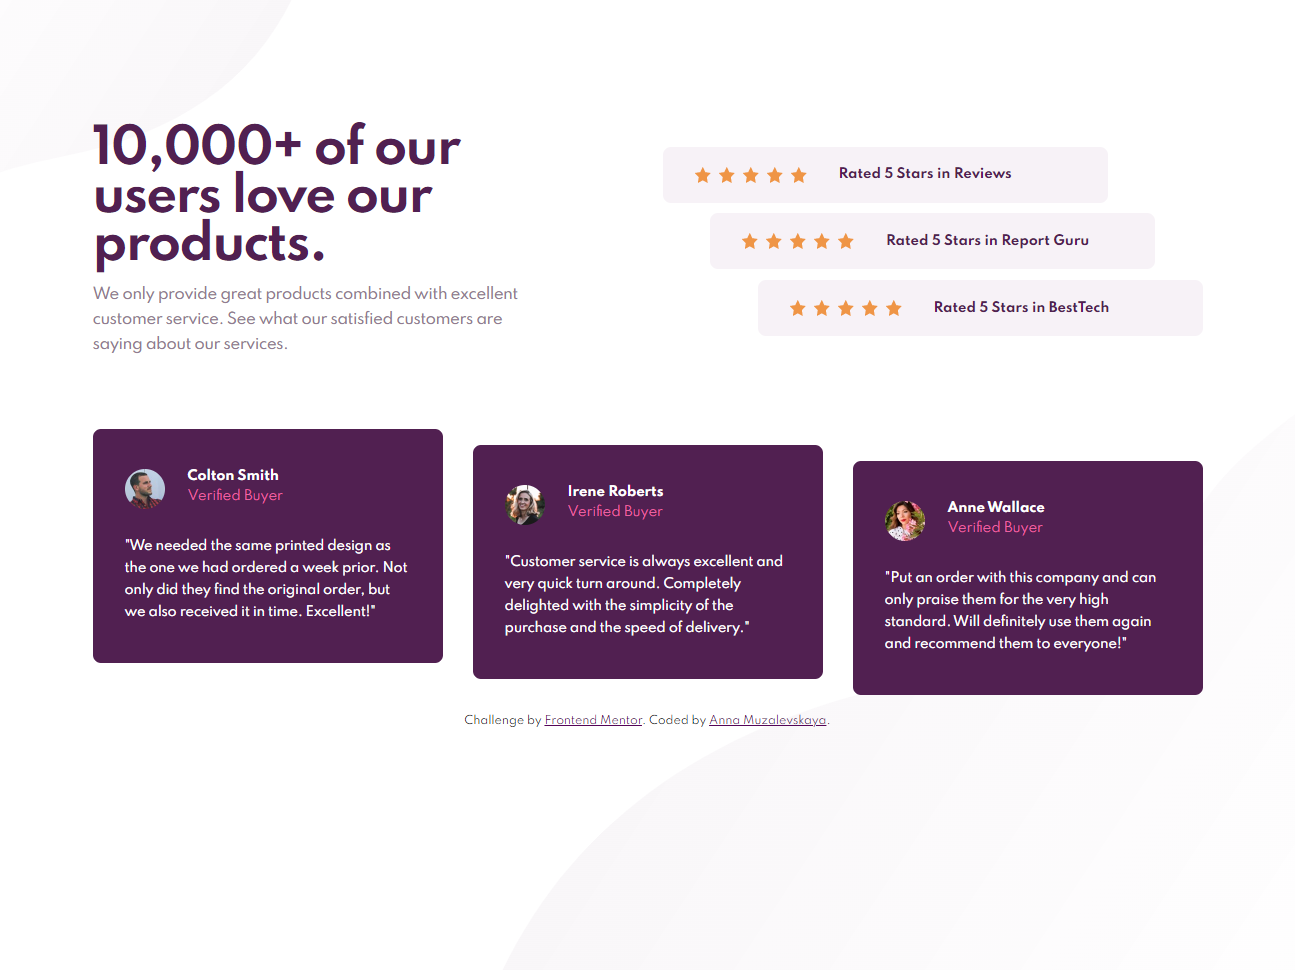 10,000+ of our
users love our
products.
We only provide great products combined with excellent
customer service. See what our satisfied customers are
saying about our services.
Rated 5 Stars in Reviews
Rated 5 Stars in Report Guru
Rated 5 Stars in BestTech
Colton Smith
Verified Buyer
"We needed the same printed design as
the one we had ordered a week prior. Not
only did they find the original order, but
we also received it in time. Excellent!"
Irene Roberts
Verified Buyer
"Customer service is always excellent and
very quick turn around. Completely
delighted with the simplicity of the
purchase and the speed of delivery."
Anne Wallace
Verified Buyer
"Put an order with this company and can
only praise them for the very high
standard. Will definitely use them again
and recommend them to everyone!"
Challenge by Frontend Mentor. Coded by Anna Muzalevskaya.